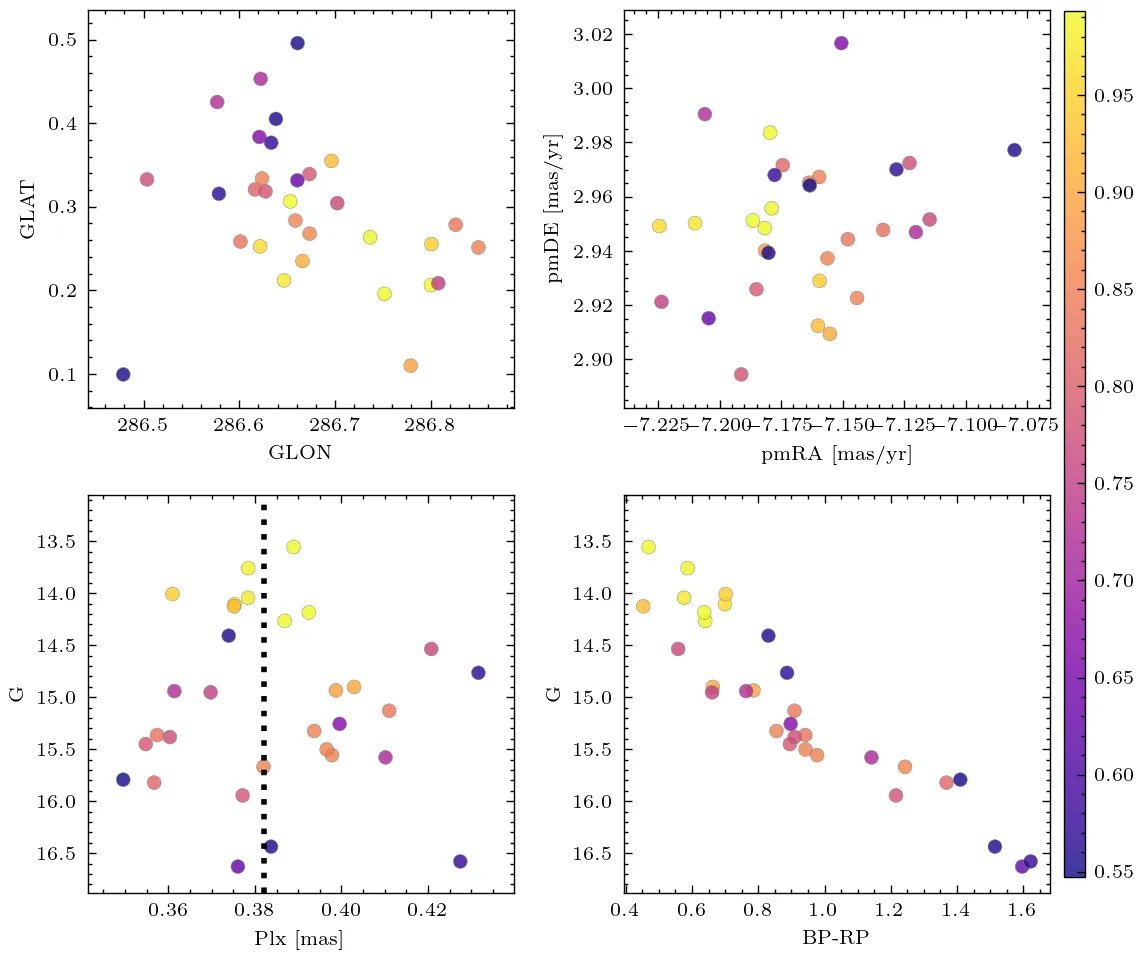 0.5
0.4
0.3
0.2
0.1
GLAT
286.5 286.6 286.7 286.8
GLON
3.02
3.00
2.98
2.96
2.94
2.92
2.90
pmDE [mas/yr]
−7.225 −7.200 −7.175 −7.150 −7.125 −7.100 −7.075
pmRA [mas/yr]
13.5
14.0
14.5
15.0
15.5
16.0
16.5
G
0.36 0.38 0.40 0.42
Plx [mas]
13.5
14.0
14.5
15.0
15.5
16.0
16.5
G
0.4 0.6 0.8 1.0 1.2 1.4 1.6
BP-RP
0.95
0.90
0.85
0.80
0.75
0.70
0.65
0.60
0.55